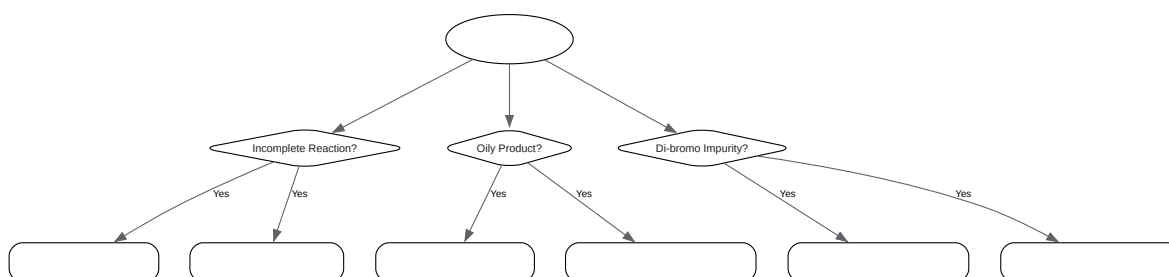 Incomplete Reaction?
Oily Product?
Di-bromo Impurity?
Yes
Yes
Yes
Yes
Yes
Yes